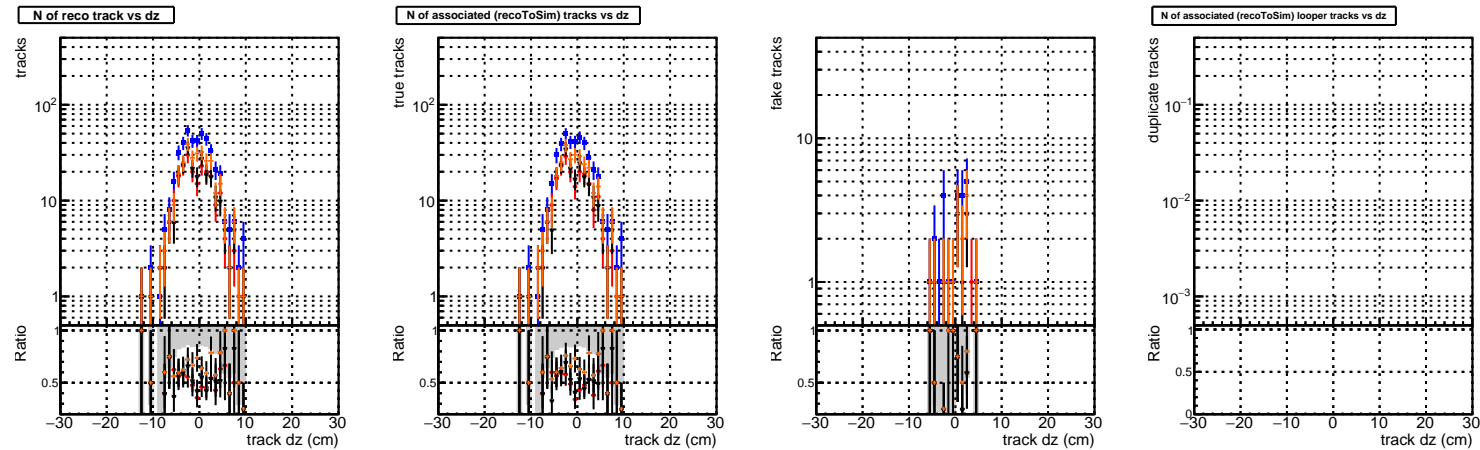 N of reco track vs dz
tracks
10²
10
1
Ratio
1
0.5
−30 −20 −10 0 10 20 30
track dz (cm)
N of associated (recoToSim) tracks vs dz
true tracks
10²
10
1
Ratio
1
0.5
−30 −20 −10 0 10 20 30
track dz (cm)
fake tracks
10
1
Ratio
1
0.5
−30 −20 −10 0 10 20 30
track dz (cm)
N of associated (recoToSim) looper tracks vs dz
duplicate tracks
10⁻¹
10⁻²
10⁻³
Ratio
1
0.5
0
−30 −20 −10 0 10 20 30
track dz (cm)